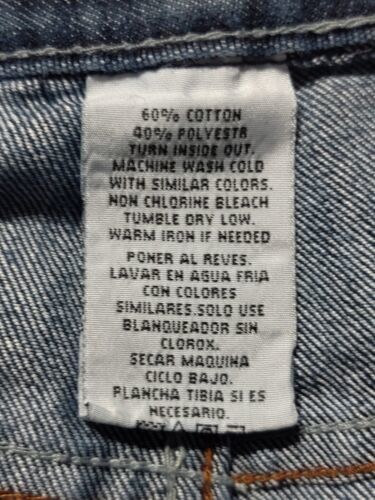 60% COTTON
40% POLYESTR
TURN INSIDE OUT.
MACHINE WASH COLD
WITH SIMILAR COLORS.
NON CHLORINE BLEACH
TUMBLE DRY LOW.
WARM IRON IF NEEDED
PONER AL REVES.
LAVAR EN AGUA FRIA
CON COLORES
SIMILARES.SOLO USE
BLANQUEADOR SIN
CLOROX.
SECAR MAQUINA
CICLO BAJO.
PLANCHA TIBIA SI ES
NECESARIO.